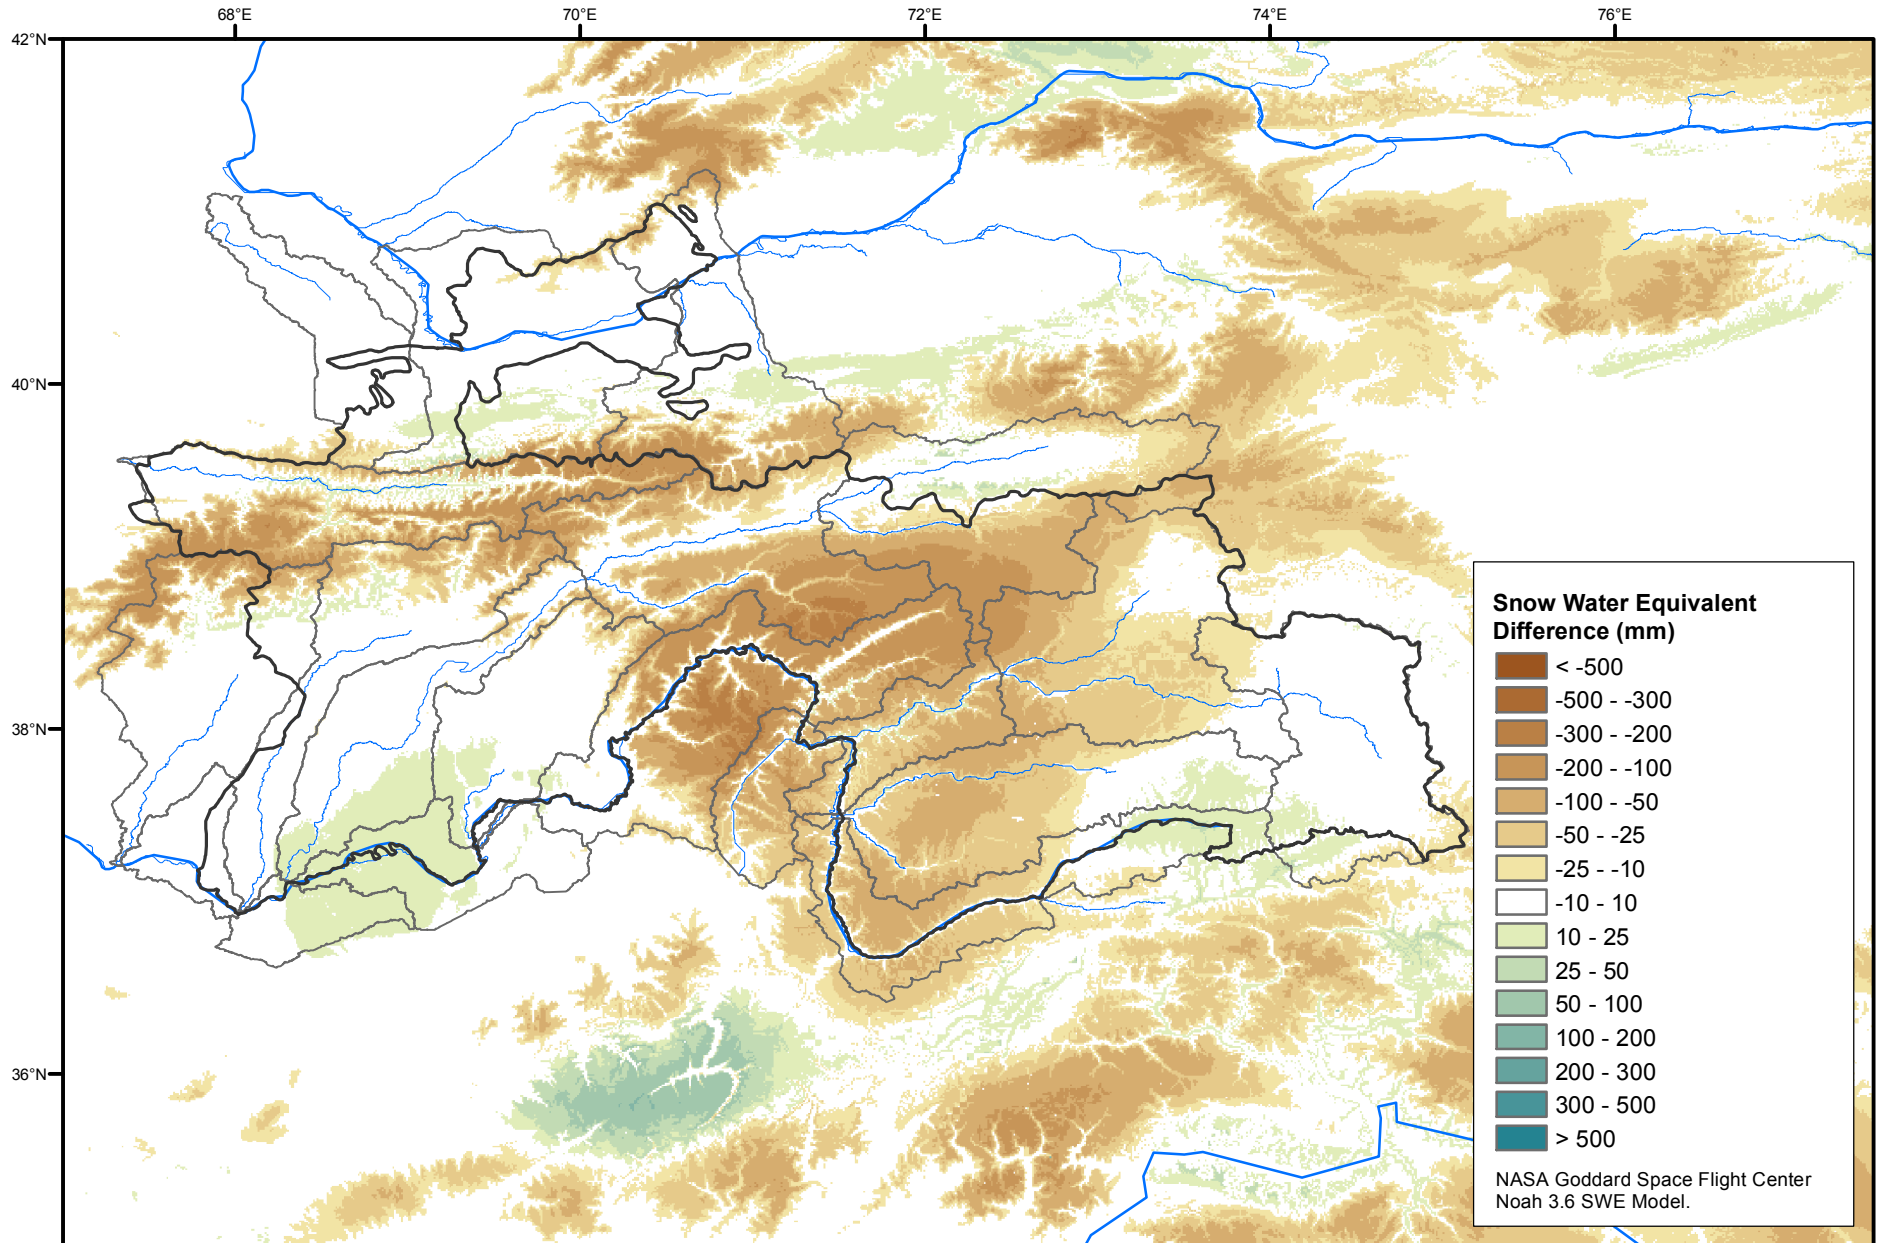 68°E 70°E 72°E 74°E 76°E
42°N
40°N
38°N
36°N
Snow Water Equivalent
Difference (mm)
< -500
-500 - -300
-300 - -200
-200 - -100
-100 - -50
-50 - -25
-25 - -10
-10 - 10
10 - 25
25 - 50
50 - 100
100 - 200
200 - 300
300 - 500
> 500
NASA Goddard Space Flight Center
Noah 3.6 SWE Model.